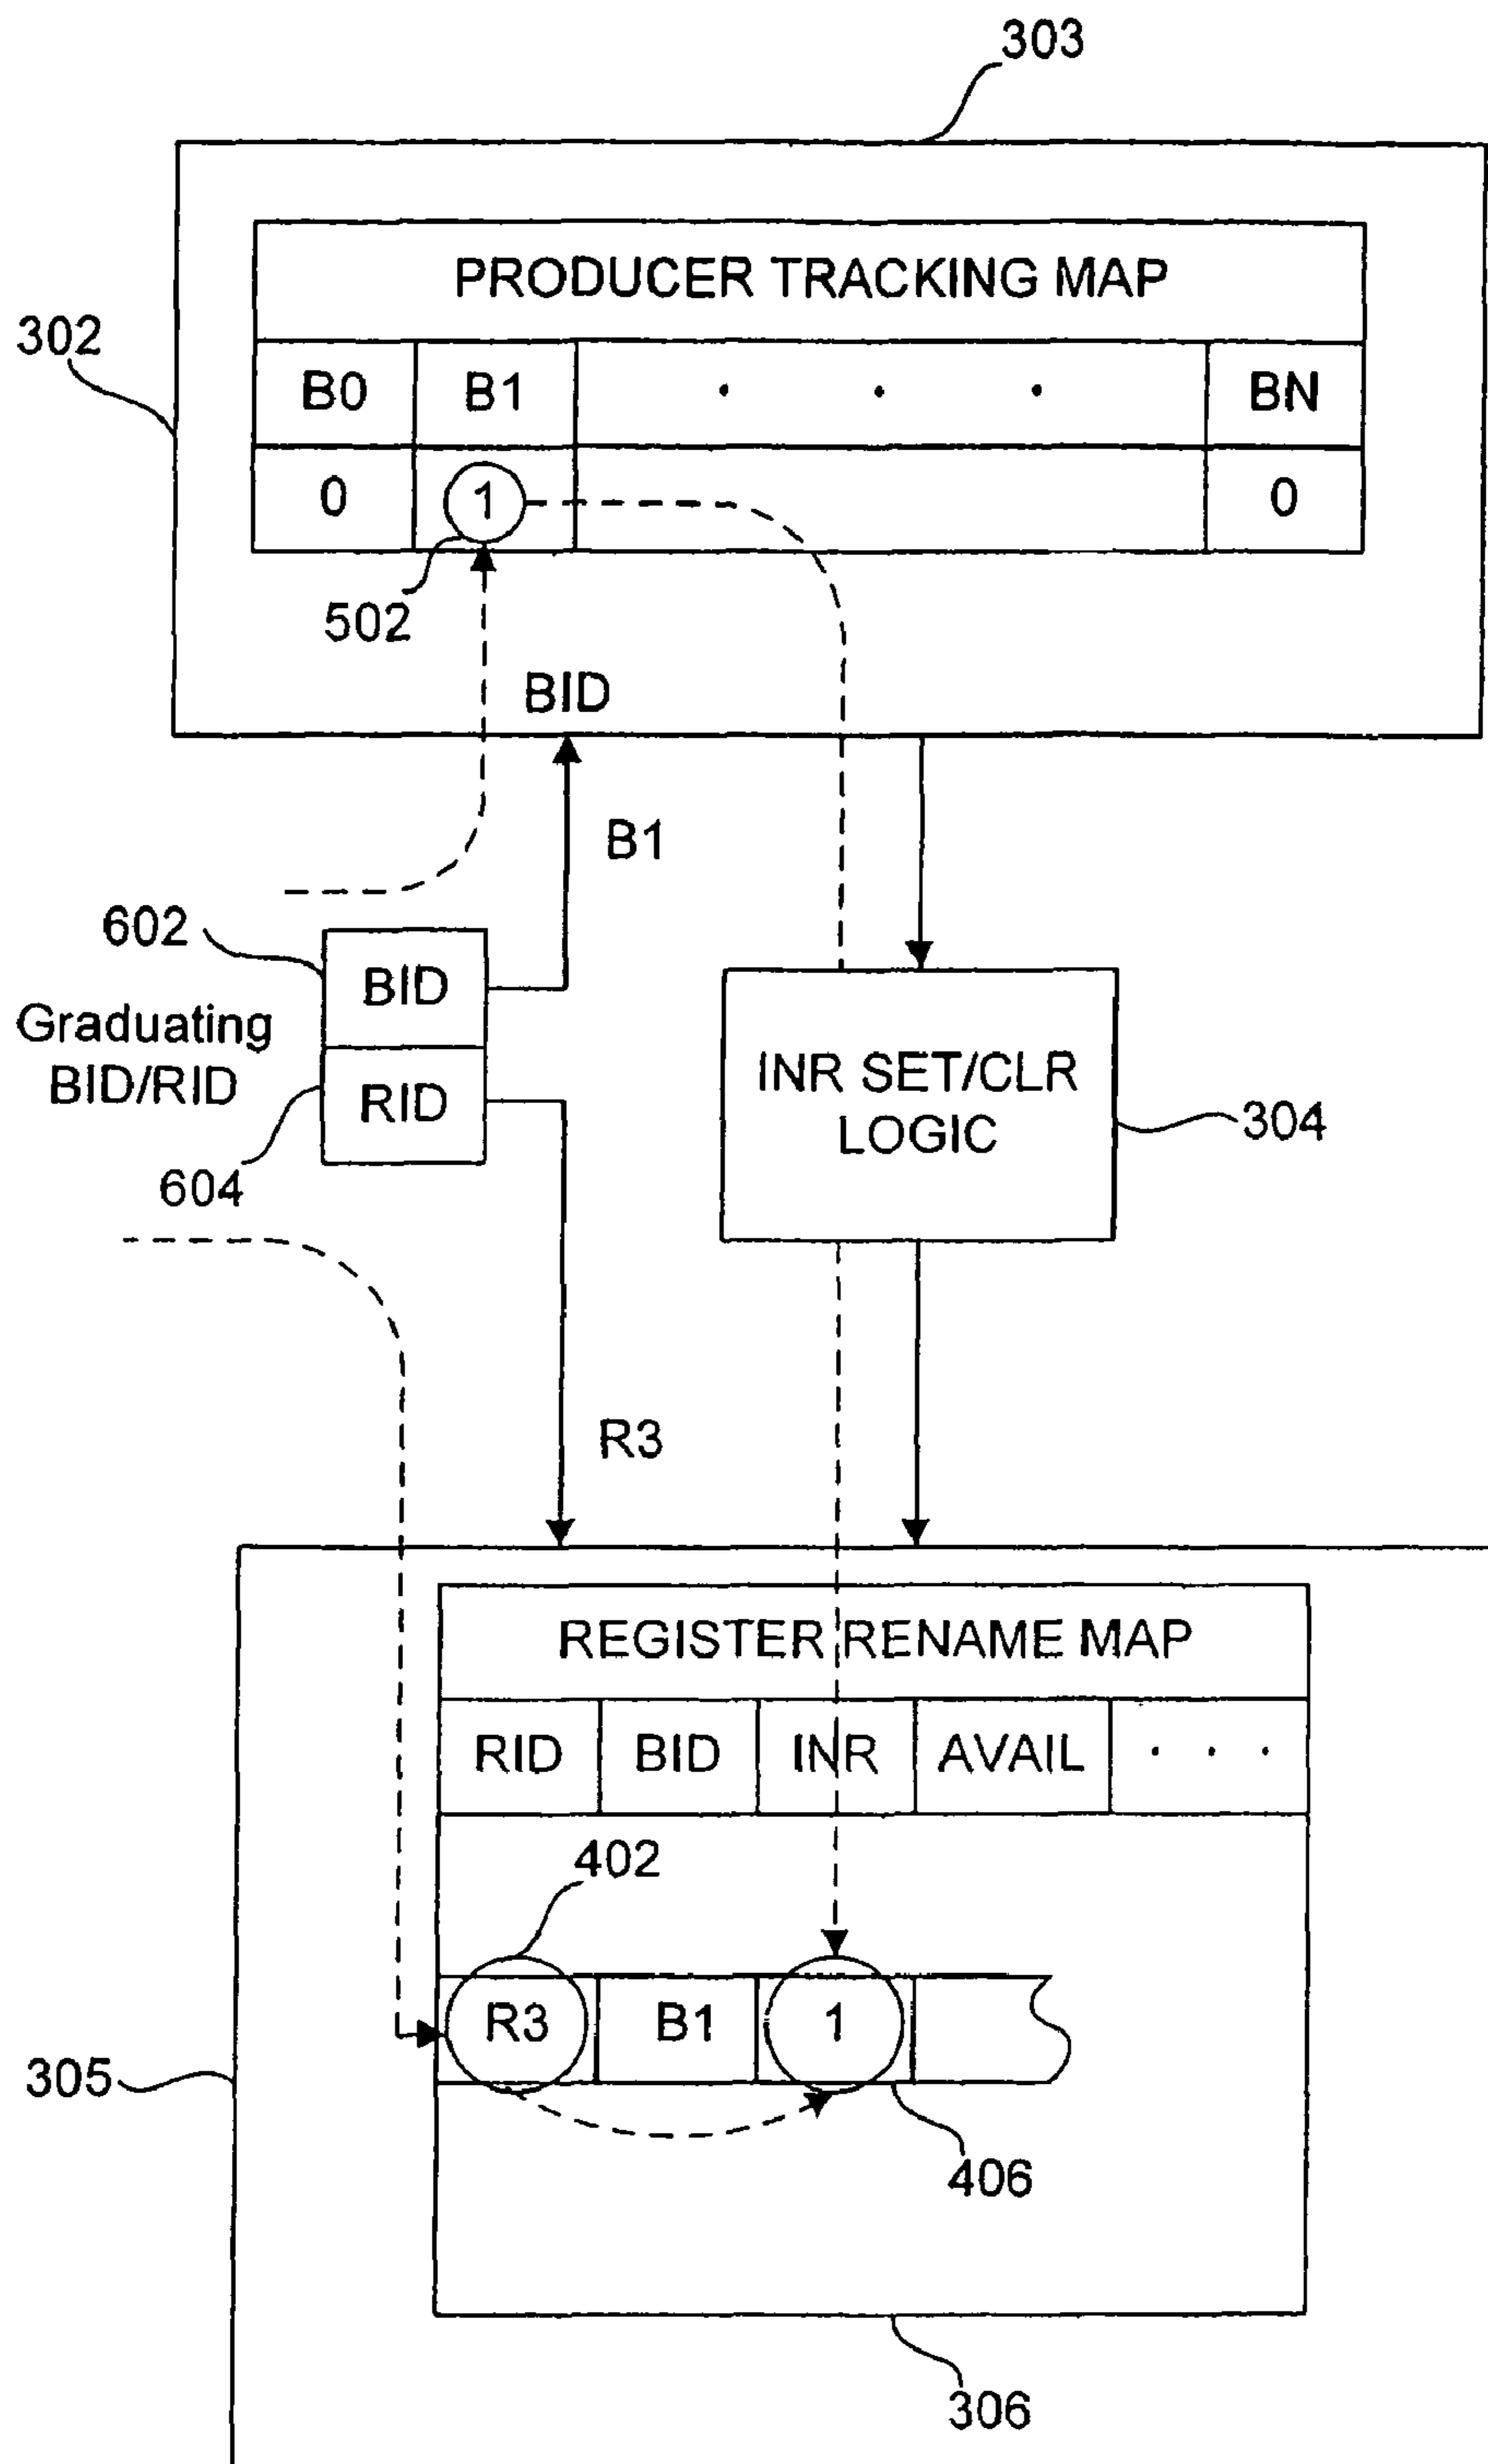 303
PRODUCER TRACKING MAP
302
B0 B1 · · · BN
0 1 0
502
BID
B1
602
BID
Graduating
BID/RID
RID
604
INR SET/CLR
LOGIC
304
R3
REGISTER RENAME MAP
RID BID INR AVAIL · · ·
402
R3 B1 1
305
406
306